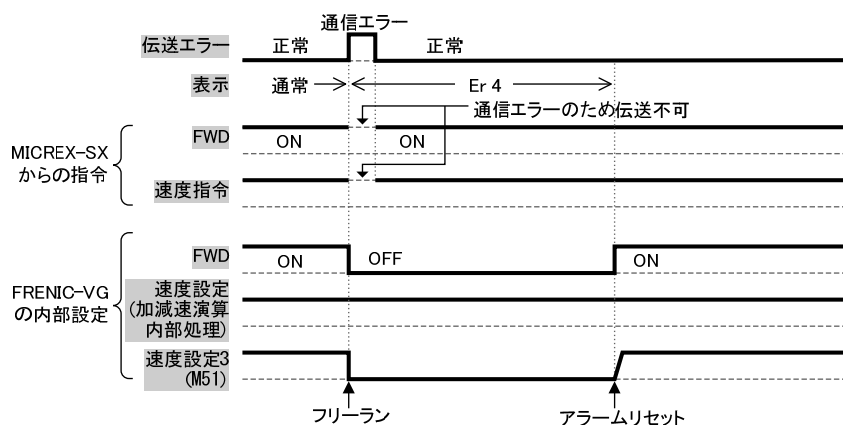 通信エラー
伝送エラー 正常 正常
表示 通常 Er 4
通信エラーのため伝送不可
MICREX-SX
からの指令
FWD ON ON
速度指令
FRENIC-VG
の内部設定
FWD ON OFF ON
速度設定
(加減速演算
内部処理)
速度設定3
(M51)
フリーラン アラームリセット